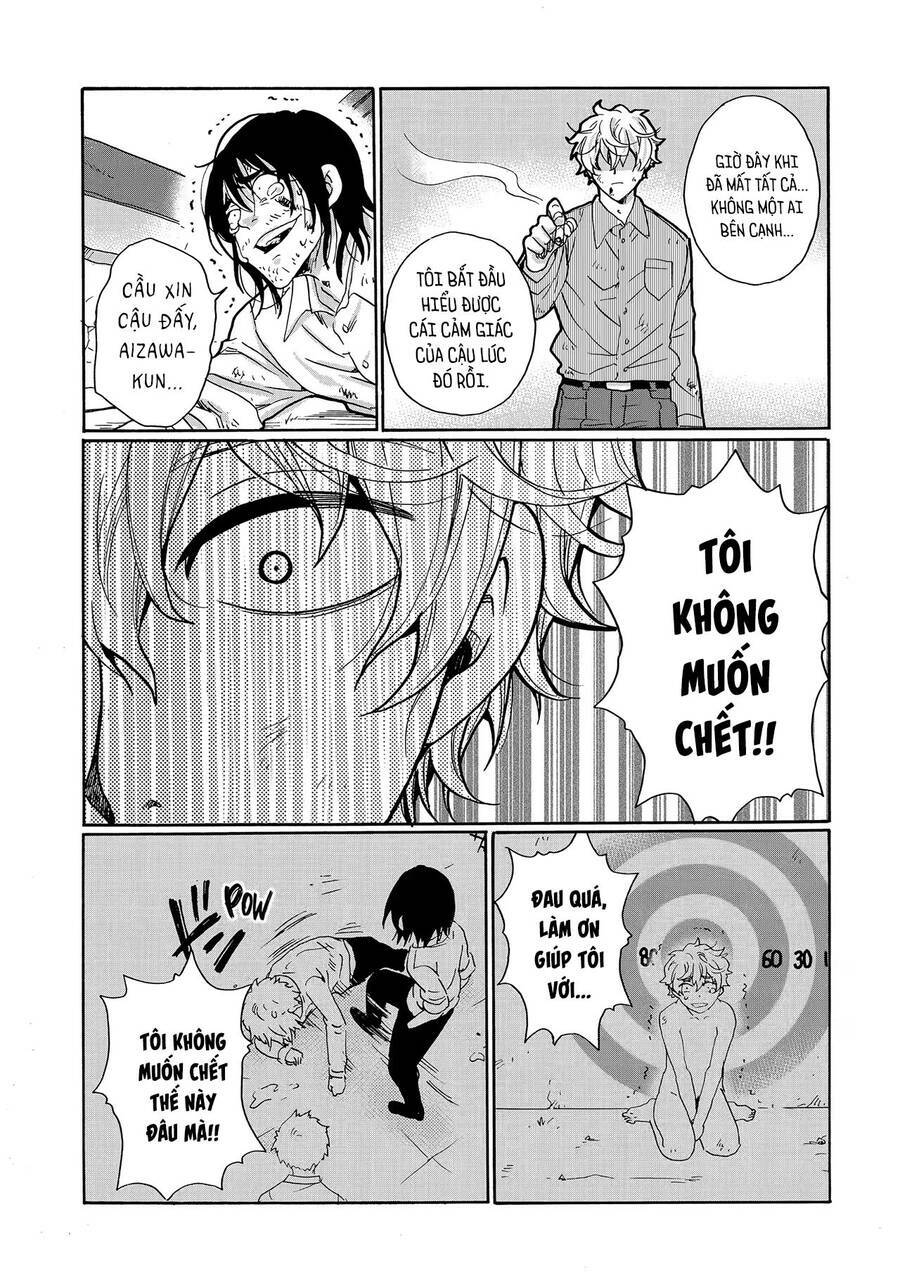 GIỜ ĐÂY KHI
ĐÃ MẤT TẤT CẢ...
KHÔNG MỘT AI
BÊN CẠNH...
TÔI BẤT ĐẦU
HIỂU ĐƯỢC
CÁI CẢM GIÁC
CỦA CẬU LÚC
ĐÓ RỒI.
CẦU XIN
CẬU ĐẤY,
AIZAWA-
KUN...
TÔI
KHÔNG
MUỐN
CHẾT!!
ĐAU QUÁ,
LÀM ƠN
GIÚP TÔI
VỚI...
60 30
POW
TÔI KHÔNG
MUỐN CHẾT
THẾ NÀY
ĐÂU MÀ!!